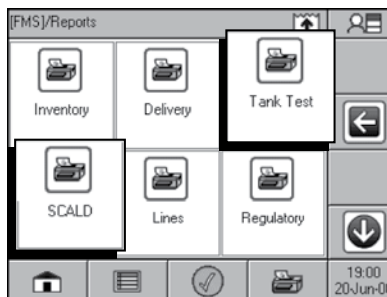 [FMS]/Reports
Inventory
Delivery
Tank Test
SCALD
Lines
Regulatory
19:00
20-Jun-0